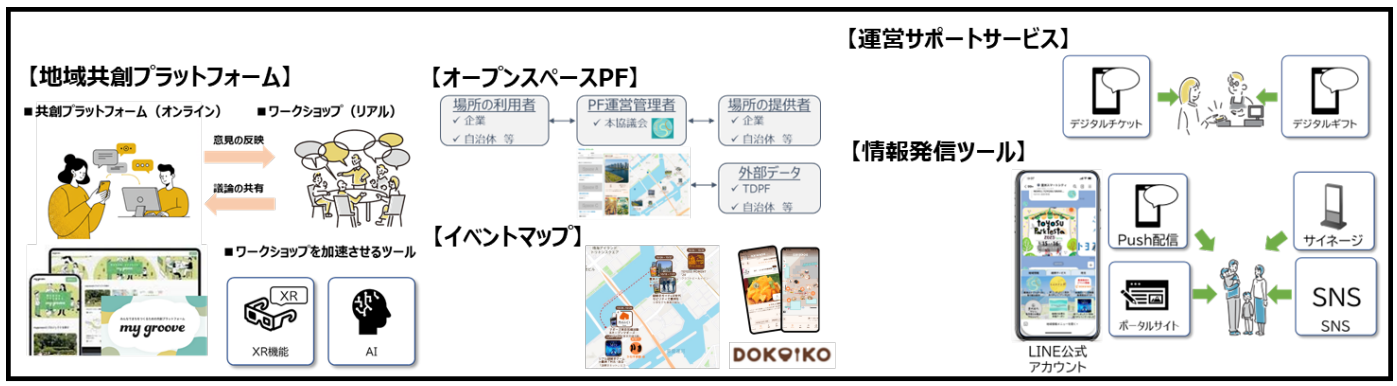 【地域共創プラットフォーム】
■共創プラットフォーム（オンライン）
■ワークショップ（リアル）
意見の反映
議論の共有
■ワークショップを加速させるツール
my groove
my groove
XR
XR機能
AI
【オープンスペースPF】
場所の利用者
✓ 企業
✓ 自治体 等
PF運営管理者
✓ 本協議会
場所の提供者
✓ 企業
✓ 自治体 等
外部データ
✓ TDPF
✓ 自治体 等
【イベントマップ】
DOKOIKO
【運営サポートサービス】
デジタルチケット
デジタルギフト
【情報発信ツール】
toyosu
Parkfesta
LINE公式
アカウント
Push配信
ポータルサイト
サイネージ
SNS
SNS